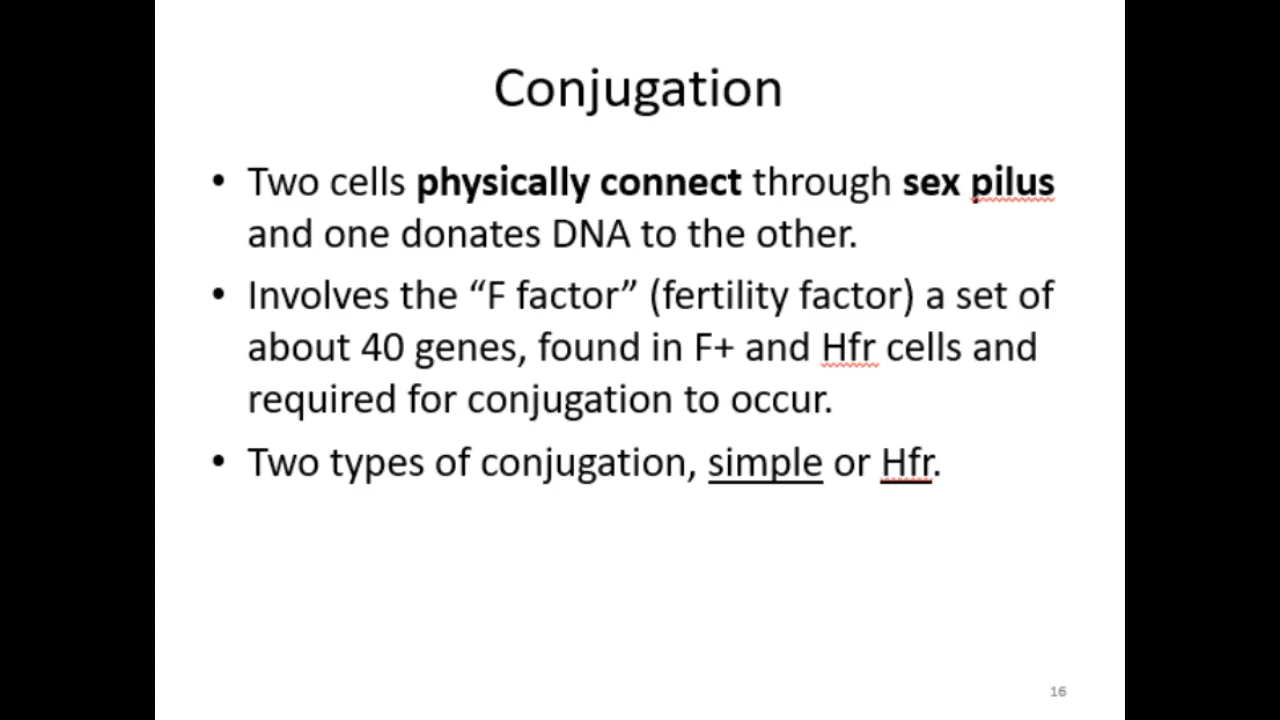 Conjugation
• Two cells physically connect through sex pilus
and one donates DNA to the other.
• Involves the “F factor” (fertility factor) a set of
about 40 genes, found in F+ and Hfr cells and
required for conjugation to occur.
• Two types of conjugation, simple or Hfr.
16